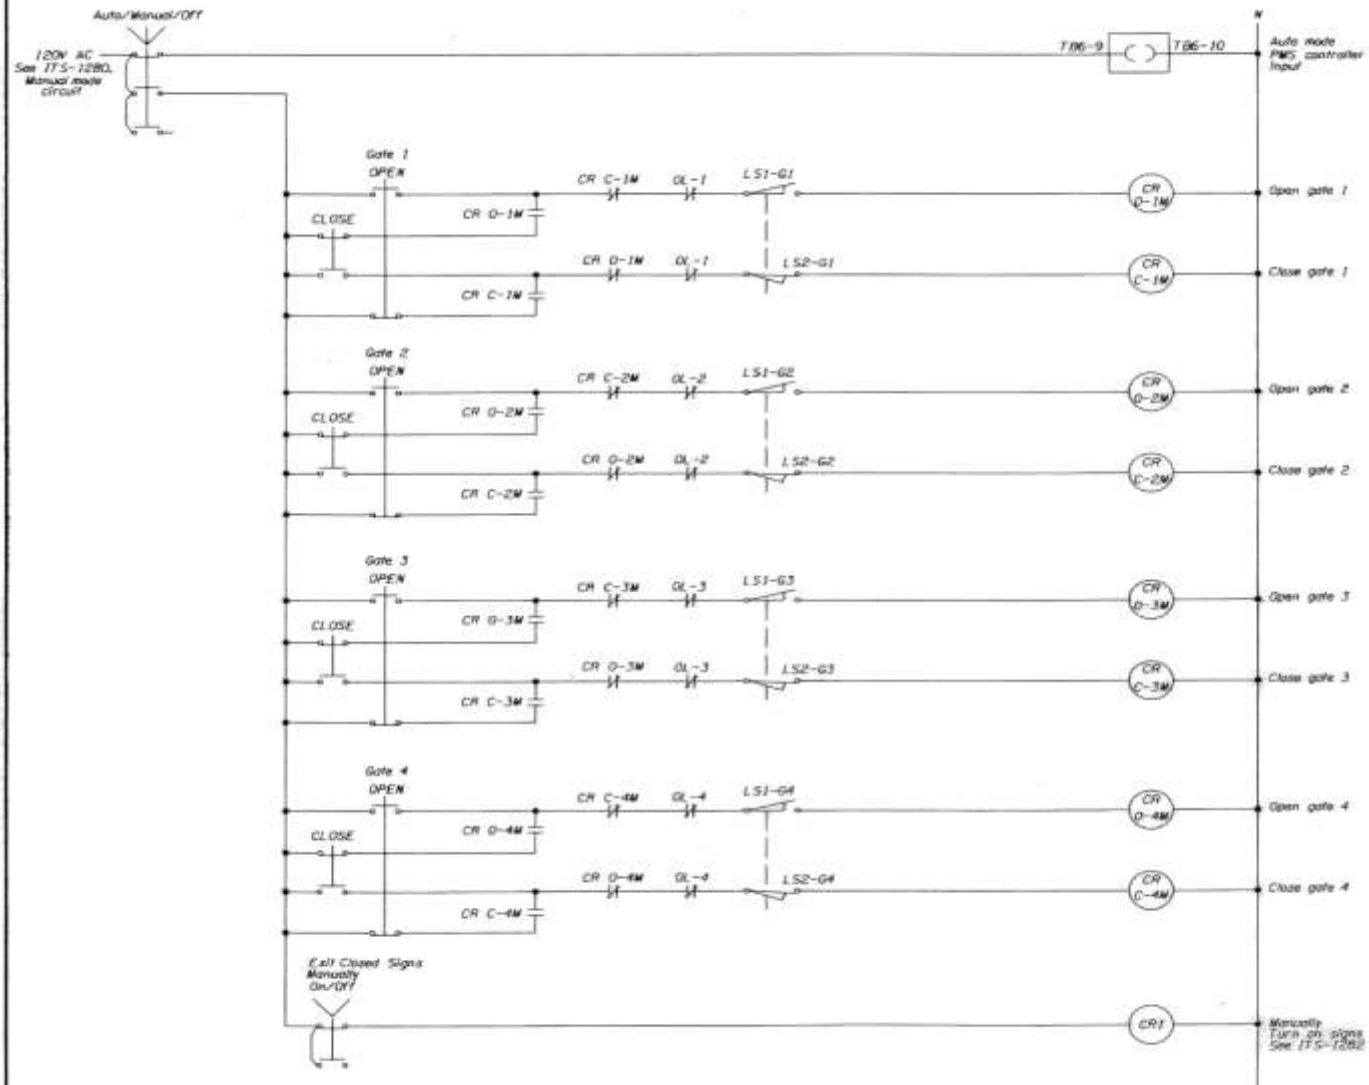 Auto/Manual/Off
N
120V AC
See ITS-1280,
Manual mode
circuit
TB6-9
TB6-10
Auto mode
PMS controller
Input
Gate 1
OPEN
CR C-1M
OL-1
LS1-G1
CR
O-1M
Open gate 1
CR O-1M
CLOSE
CR O-1M
OL-1
LS2-G1
CR
C-1M
Close gate 1
CR C-1M
Gate 2
OPEN
CR C-2M
OL-2
LS1-G2
CR
O-2M
Open gate 2
CR O-2M
CLOSE
CR O-2M
OL-2
LS2-G2
CR
C-2M
Close gate 2
CR C-2M
Gate 3
OPEN
CR C-3M
OL-3
LS1-G3
CR
O-3M
Open gate 3
CR O-3M
CLOSE
CR O-3M
OL-3
LS2-G3
CR
C-3M
Close gate 3
CR C-3M
Gate 4
OPEN
CR C-4M
OL-4
LS1-G4
CR
O-4M
Open gate 4
CR O-4M
CLOSE
CR O-4M
OL-4
LS2-G4
CR
C-4M
Close gate 4
CR C-4M
Exit Closed Signs
Manually
On/Off
CR1
Manually
Turn on signs
See ITS-1282